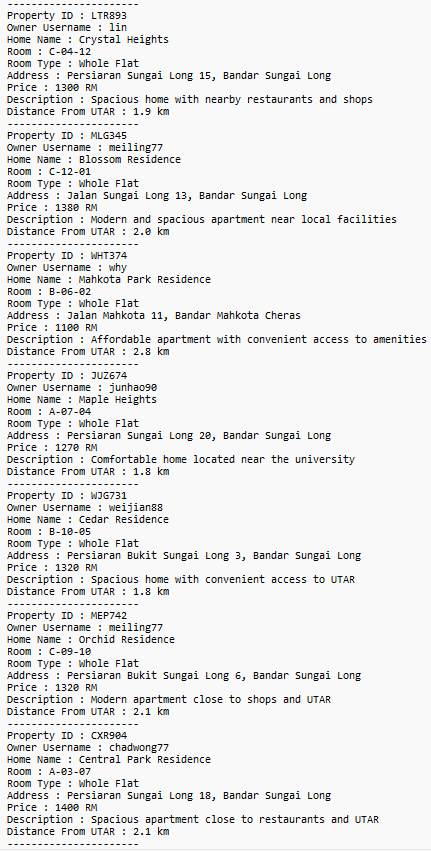 ----------------------
Property ID : LTR893
Owner Username : lin
Home Name : Crystal Heights
Room : C-04-12
Room Type : Whole Flat
Address : Persiaran Sungai Long 15, Bandar Sungai Long
Price : 1300 RM
Description : Spacious home with nearby restaurants and shops
Distance From UTAR : 1.9 km
----------------------
Property ID : MLG345
Owner Username : meiling77
Home Name : Blossom Residence
Room : C-12-01
Room Type : Whole Flat
Address : Jalan Sungai Long 13, Bandar Sungai Long
Price : 1380 RM
Description : Modern and spacious apartment near local facilities
Distance From UTAR : 2.0 km
----------------------
Property ID : WHT374
Owner Username : why
Home Name : Mahkota Park Residence
Room : B-06-02
Room Type : Whole Flat
Address : Jalan Mahkota 11, Bandar Mahkota Cheras
Price : 1100 RM
Description : Affordable apartment with convenient access to amenities
Distance From UTAR : 2.8 km
----------------------
Property ID : JUZ674
Owner Username : junhao90
Home Name : Maple Heights
Room : A-07-04
Room Type : Whole Flat
Address : Persiaran Sungai Long 20, Bandar Sungai Long
Price : 1270 RM
Description : Comfortable home located near the university
Distance From UTAR : 1.8 km
----------------------
Property ID : WJG731
Owner Username : weijian88
Home Name : Cedar Residence
Room : B-10-05
Room Type : Whole Flat
Address : Persiaran Bukit Sungai Long 3, Bandar Sungai Long
Price : 1320 RM
Description : Spacious home with convenient access to UTAR
Distance From UTAR : 1.8 km
----------------------
Property ID : MEP742
Owner Username : meiling77
Home Name : Orchid Residence
Room : C-09-10
Room Type : Whole Flat
Address : Persiaran Bukit Sungai Long 6, Bandar Sungai Long
Price : 1320 RM
Description : Modern apartment close to shops and UTAR
Distance From UTAR : 2.1 km
----------------------
Property ID : CXR904
Owner Username : chadwong77
Home Name : Central Park Residence
Room : A-03-07
Room Type : Whole Flat
Address : Persiaran Sungai Long 18, Bandar Sungai Long
Price : 1400 RM
Description : Spacious apartment close to restaurants and UTAR
Distance From UTAR : 2.1 km
----------------------